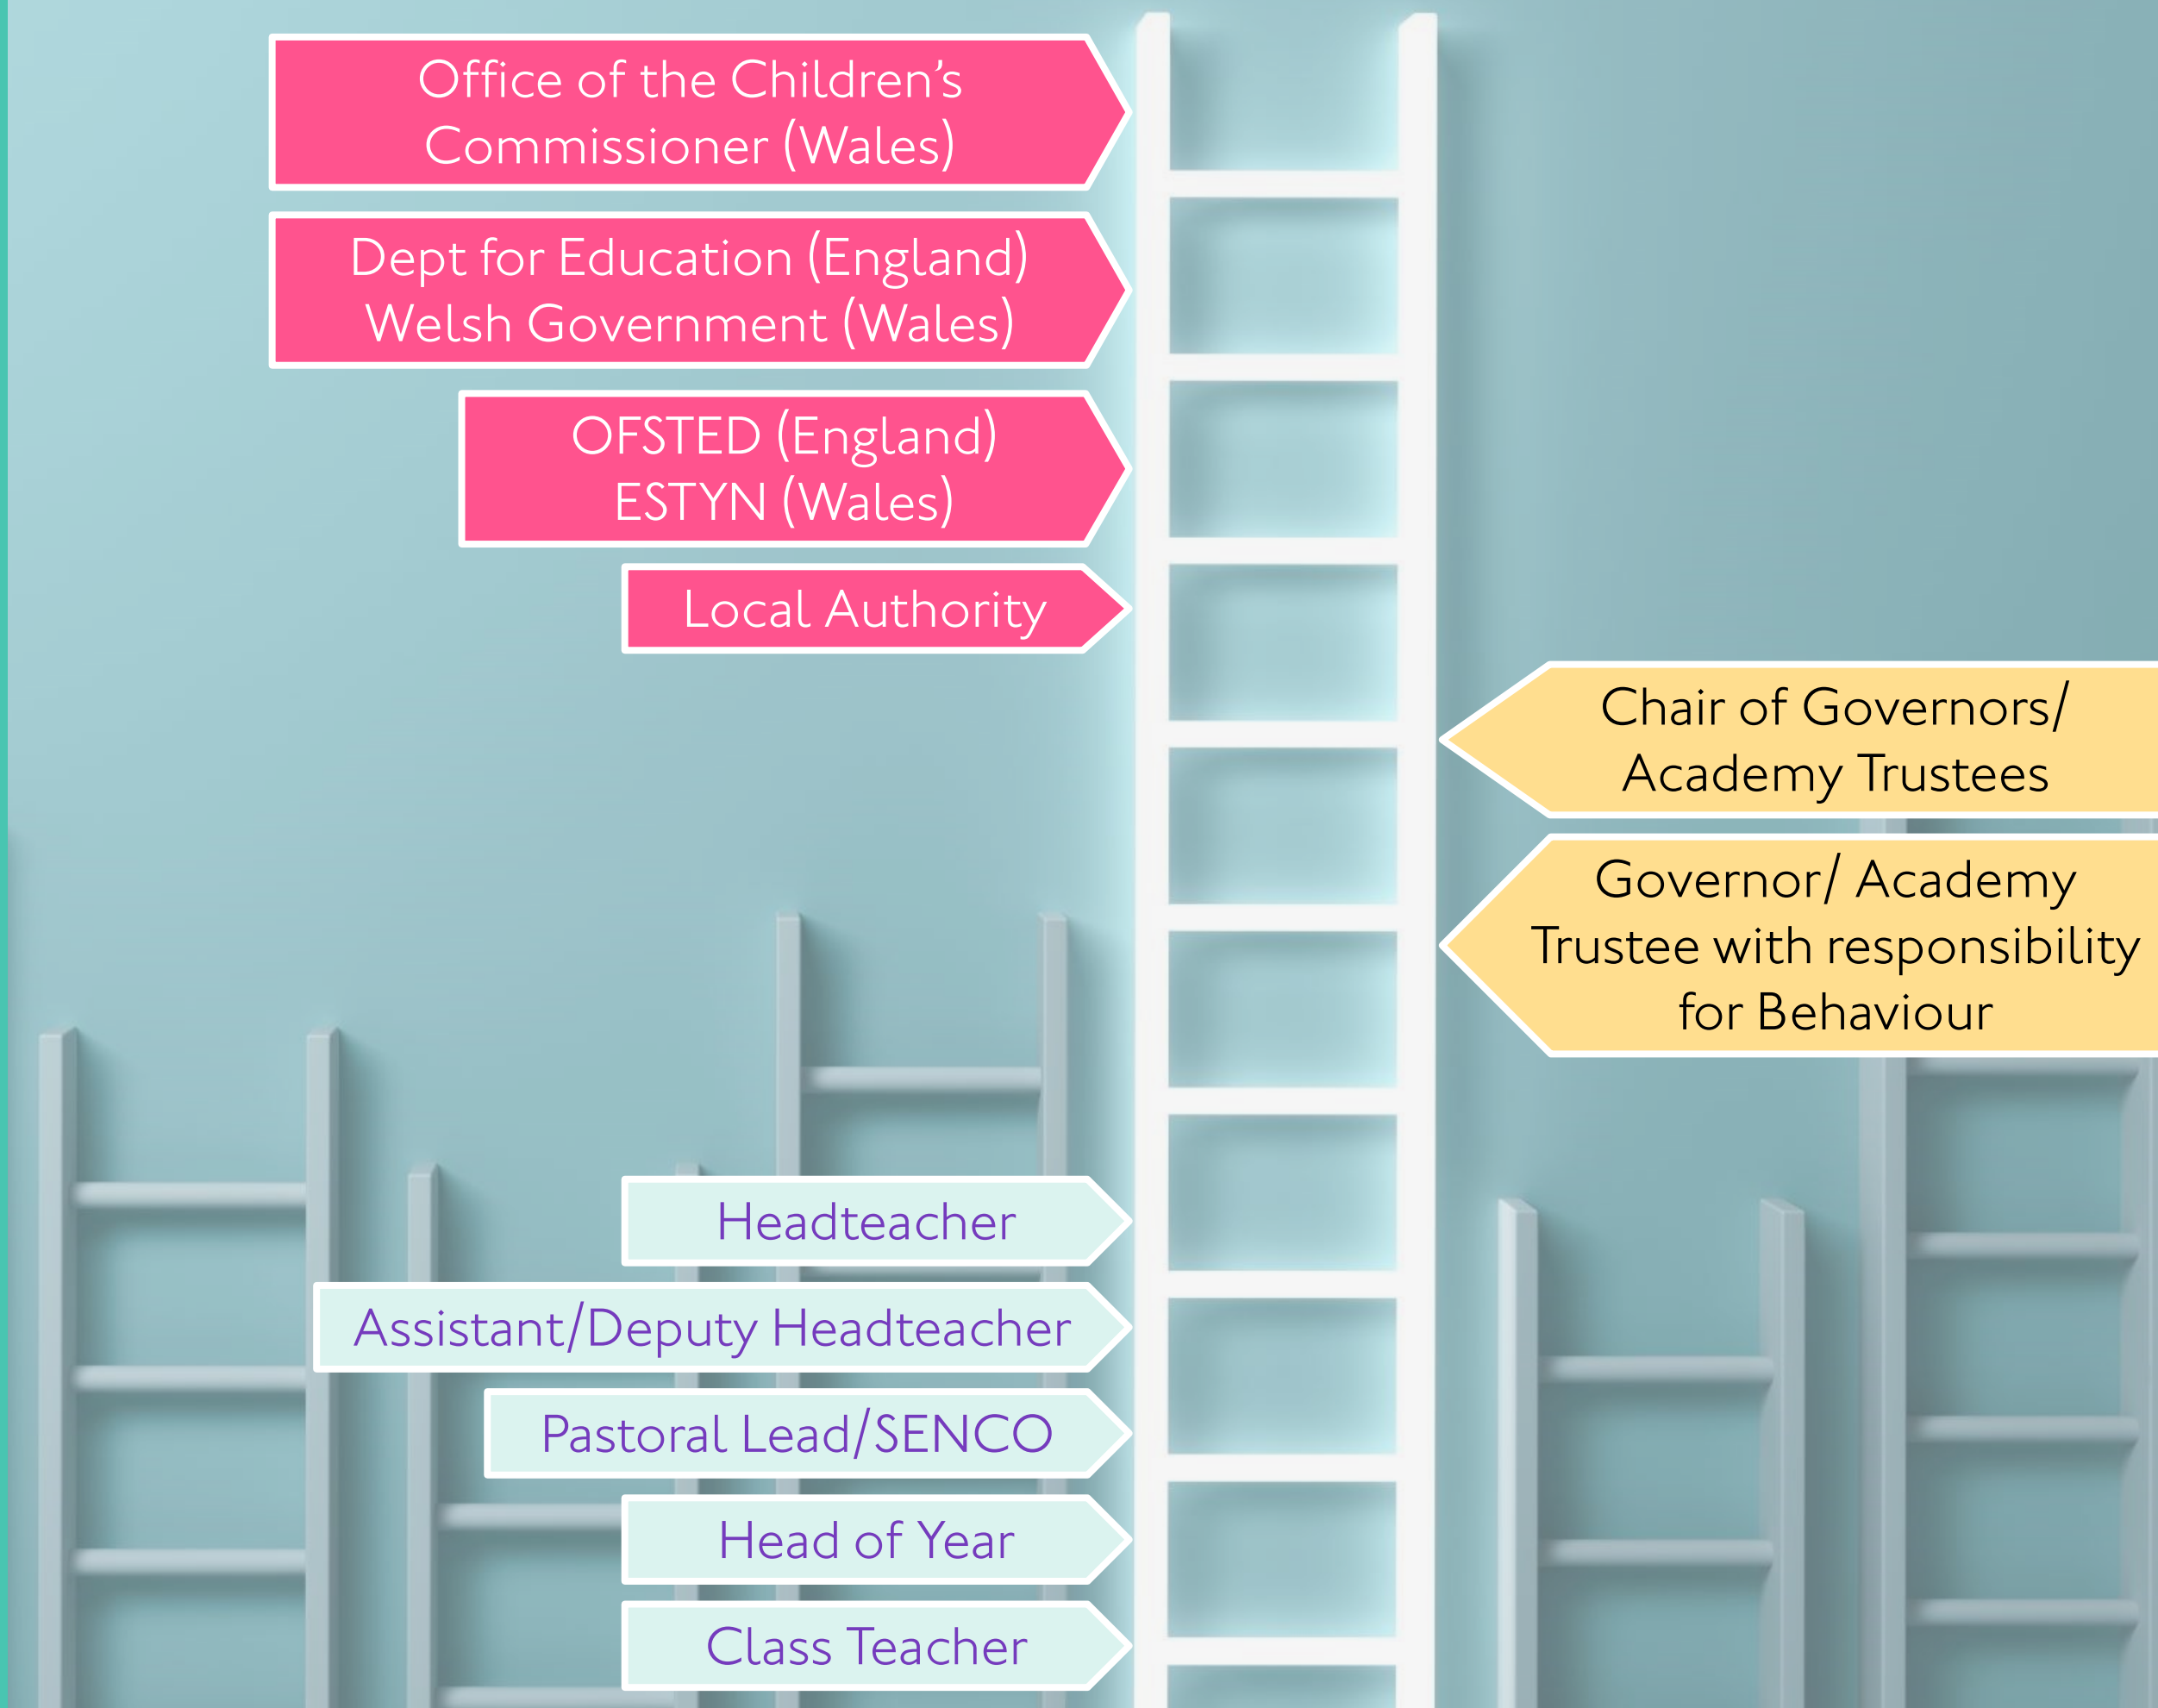 Office of the Children’s
Commissioner (Wales)
Dept for Education (England)
Welsh Government (Wales)
OFSTED (England)
ESTYN (Wales)
Local Authority
Chair of Governors/
Academy Trustees
Governor/ Academy
Trustee with responsibility
for Behaviour
Headteacher
Assistant/Deputy Headteacher
Pastoral Lead/SENCO
Head of Year
Class Teacher